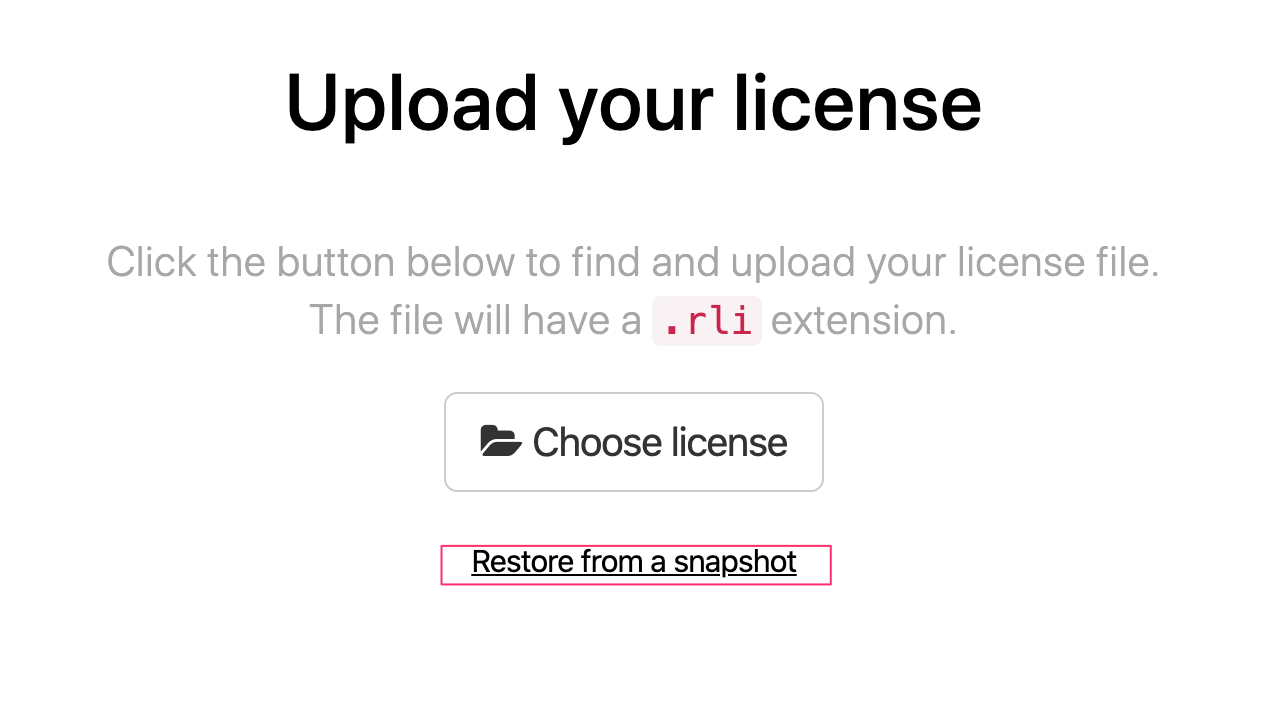 Upload your license
Click the button below to find and upload your license file.
The file will have a .rli extension.
Choose license
Restore from a snapshot